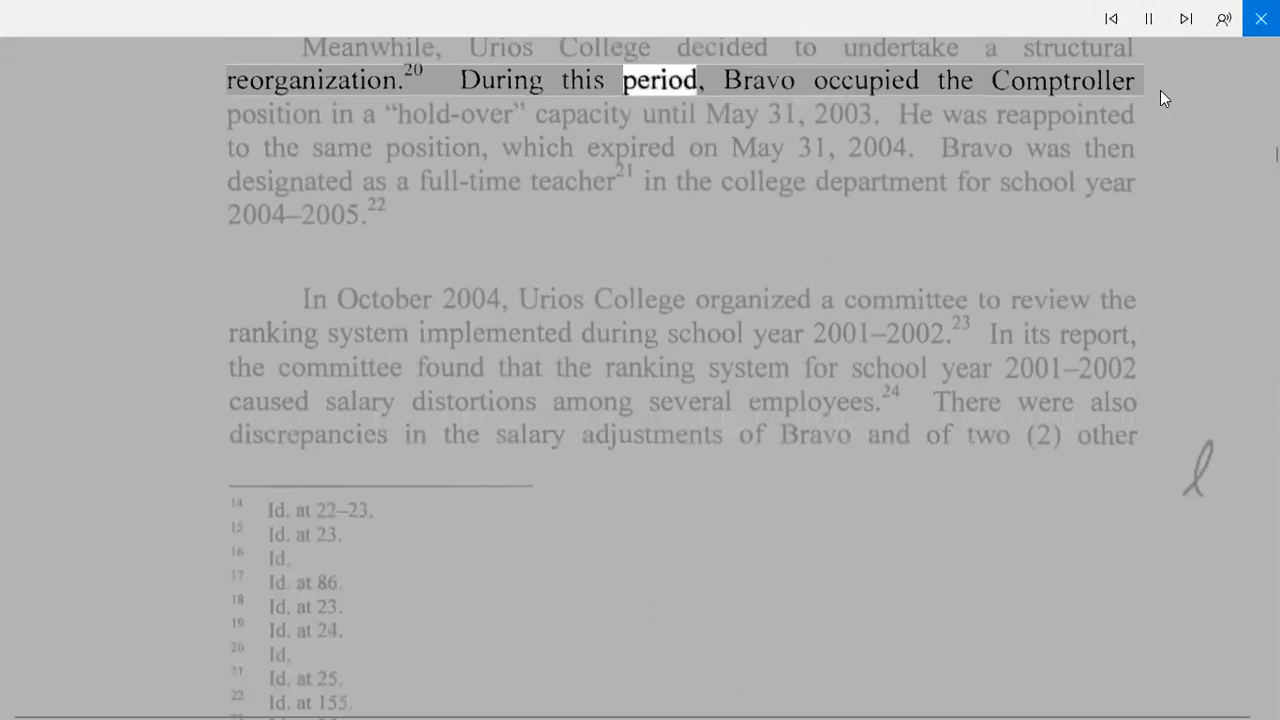 Meanwhile, Urios College decided to undertake a structural
reorganization.20 During this period, Bravo occupied the Comptroller
position in a “hold-over” capacity until May 31, 2003. He was reappointed
to the same position, which expired on May 31, 2004. Bravo was then
designated as a full-time teacher21 in the college department for school year
2004–2005.22
In October 2004, Urios College organized a committee to review the
ranking system implemented during school year 2001–2002.23 In its report,
the committee found that the ranking system for school year 2001–2002
caused salary distortions among several employees.24 There were also
discrepancies in the salary adjustments of Bravo and of two (2) other
14 Id. at 22–23.
15 Id. at 23.
16 Id.
17 Id. at 86.
18 Id. at 23.
19 Id. at 24.
20 Id.
21 Id. at 25.
22 Id. at 155.